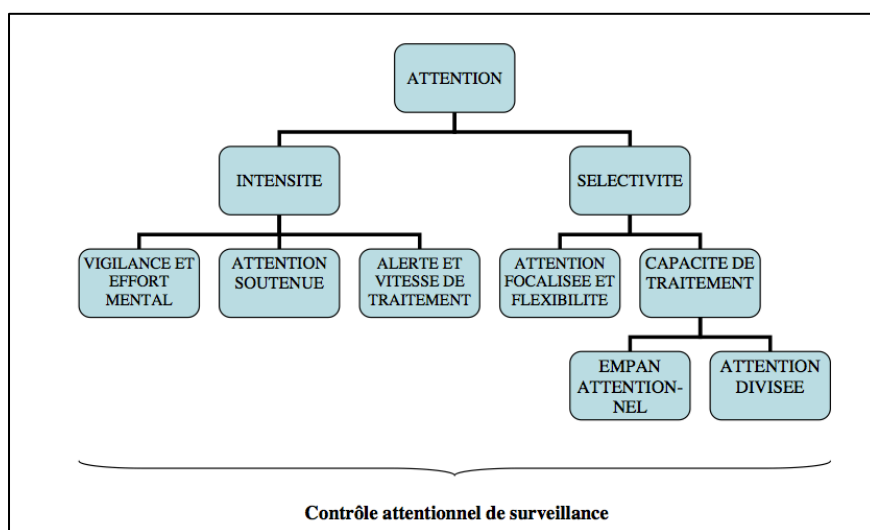 ATTENTION
INTENSITE
SELECTIVITE
VIGILANCE ET
EFFORT
MENTAL
ATTENTION
SOUTENUE
ALERTE ET
VITESSE DE
TRAITEMENT
ATTENTION
FOCALISEE ET
FLEXIBILITE
CAPACITE DE
TRAITEMENT
EMPAN
ATTENTION-
NEL
ATTENTION
DIVISEE
Contrôle attentionnel de surveillance